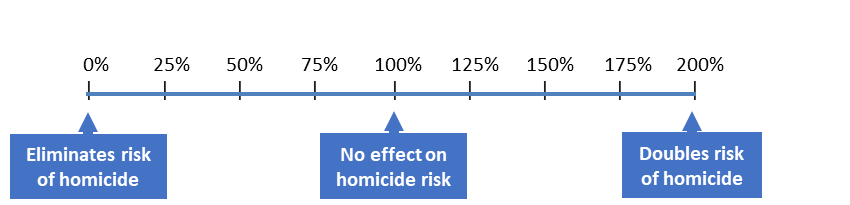 0% 25% 50% 75% 100% 125% 150% 175% 200%
Eliminates risk
of homicide
No effect on
homicide risk
Doubles risk
of homicide